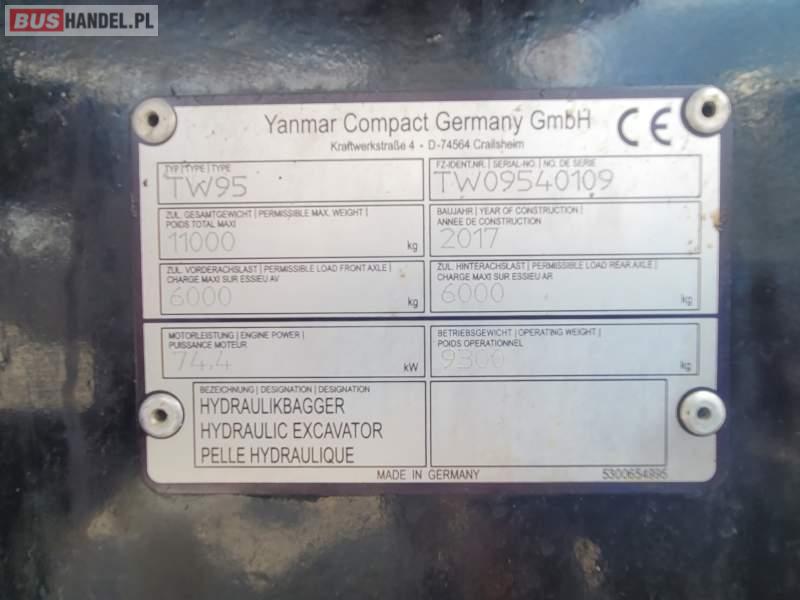 BUSHANDEL.PL
Yanmar Compact Germany GmbH
Kraftwerkstraße 4 - D-74564 Crailsheim
CE
TYP | TYPE | TYPE
TW95
FZ-IDENT.NR. | SERIAL-NO. | NO. DE SERIE
TW09540109
ZUL. GESAMTGEWICHT | PERMISSIBLE MAX. WEIGHT |
POIDS TOTAL MAXI
11000 kg
BAUJAHR | YEAR OF CONSTRUCTION |
ANNEE DE CONSTRUCTION
2017
ZUL. VORDERACHSLAST | PERMISSIBLE LOAD FRONT AXLE |
CHARGE MAXI SUR ESSIEU AV
6000 kg
ZUL. HINTERACHSLAST | PERMISSIBLE LOAD REAR AXLE |
CHARGE MAXI SUR ESSIEU AR
6000 kg
MOTORLEISTUNG | ENGINE POWER |
PUISSANCE MOTEUR
74,4 kW
BETRIEBSGEWICHT | OPERATING WEIGHT |
POIDS OPERATIONNEL
9300 kg
BEZEICHNUNG | DESIGNATION | DESIGNATION
HYDRAULIKBAGGER
HYDRAULIC EXCAVATOR
PELLE HYDRAULIQUE
MADE IN GERMANY
5300654995